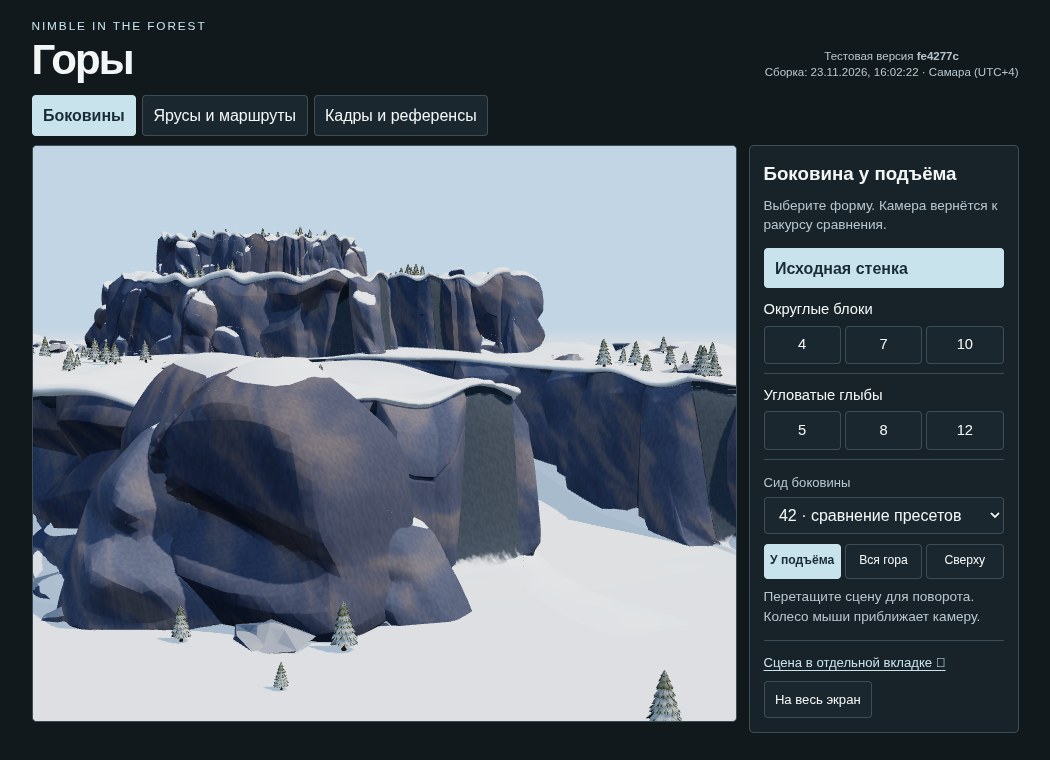 NIMBLE IN THE FOREST
Горы
Тестовая версия fe4277c
Сборка: 23.11.2026, 16:02:22 · Самара (UTC+4)
Боковины
Ярусы и маршруты
Кадры и референсы
Боковина у подъёма
Выберите форму. Камера вернётся к
ракурсу сравнения.
Исходная стенка
Округлые блоки
4 7 10
Угловатые глыбы
5 8 12
Сид боковины
42 · сравнение пресетов
У подъёма Вся гора Сверху
Перетащите сцену для поворота.
Колесо мыши приближает камеру.
Сцена в отдельной вкладке
На весь экран